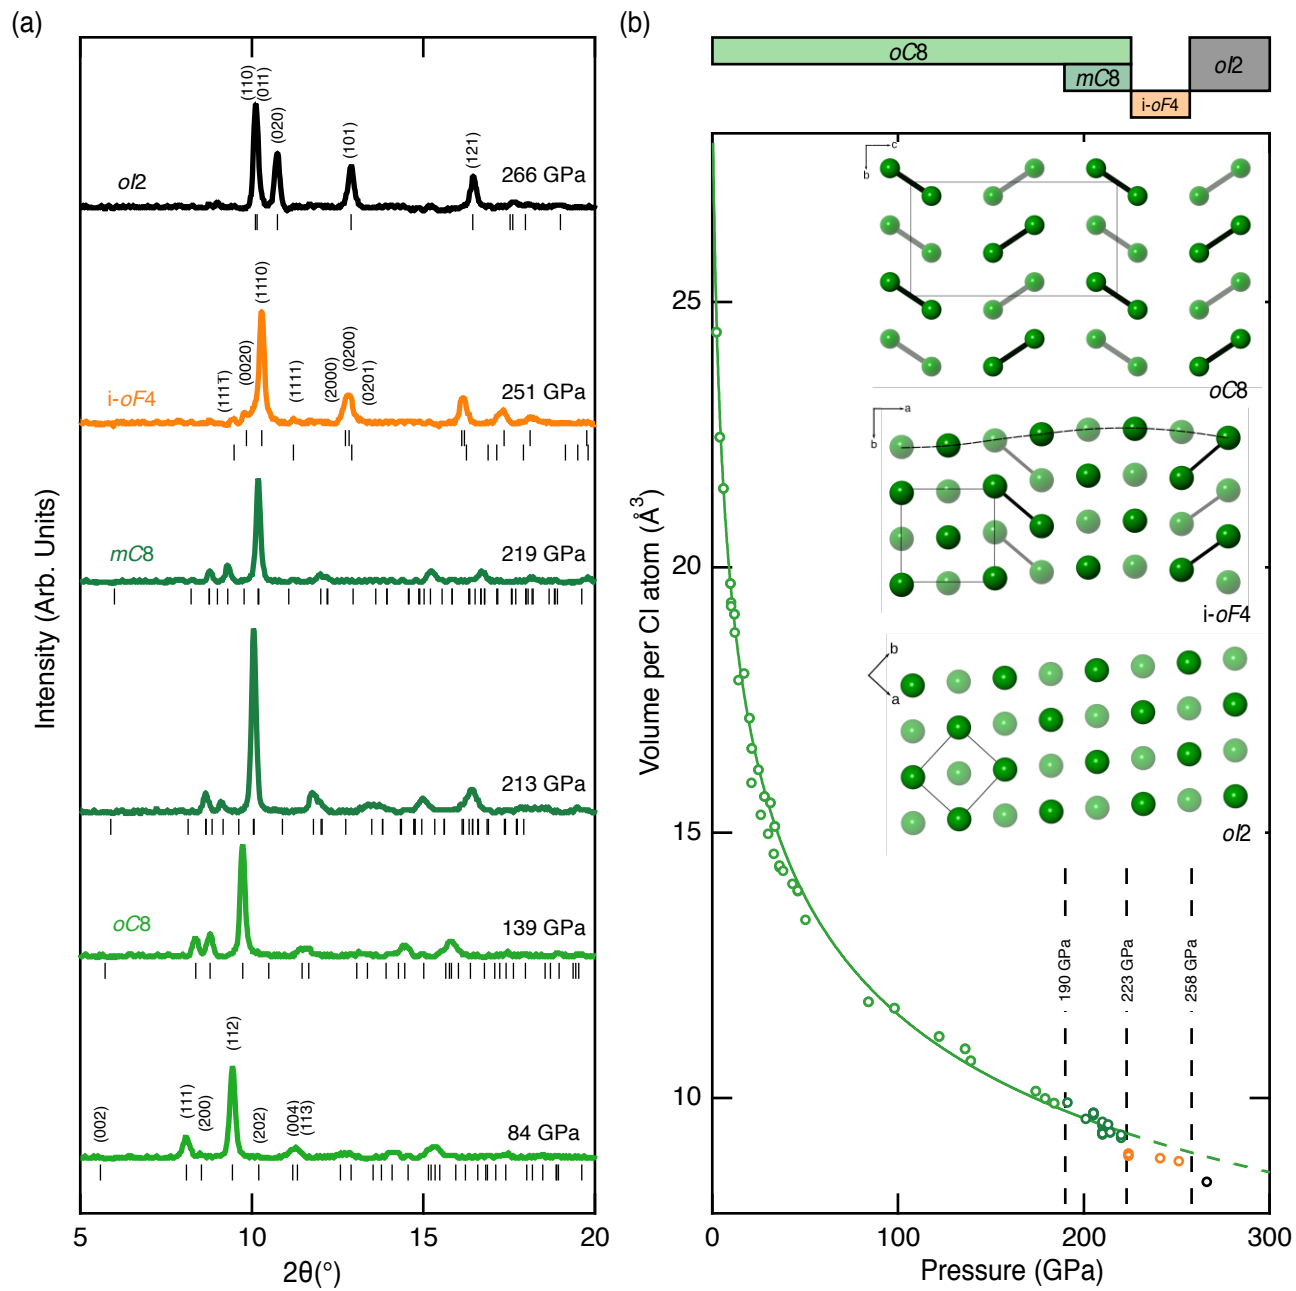 (a)
(110)
(011)
(020)
(101)
(121)
oI2
266 GPa
(1110)
(111̄1)
(0020)
(1111)
(2000)
(0200)
(0201)
i-oF4
251 GPa
mC8
219 GPa
213 GPa
oC8
139 GPa
(002)
(111)
(200)
(112)
(202)
(004)
(113)
84 GPa
Intensity (Arb. Units)
5
10
15
20
2θ(°)
(b)
oC8
mC8
i-oF4
oI2
c
b
oC8
a
b
i-oF4
b
a
oI2
25
20
15
10
Volume per Cl atom (Å3)
190 GPa
223 GPa
258 GPa
0
100
200
300
Pressure (GPa)